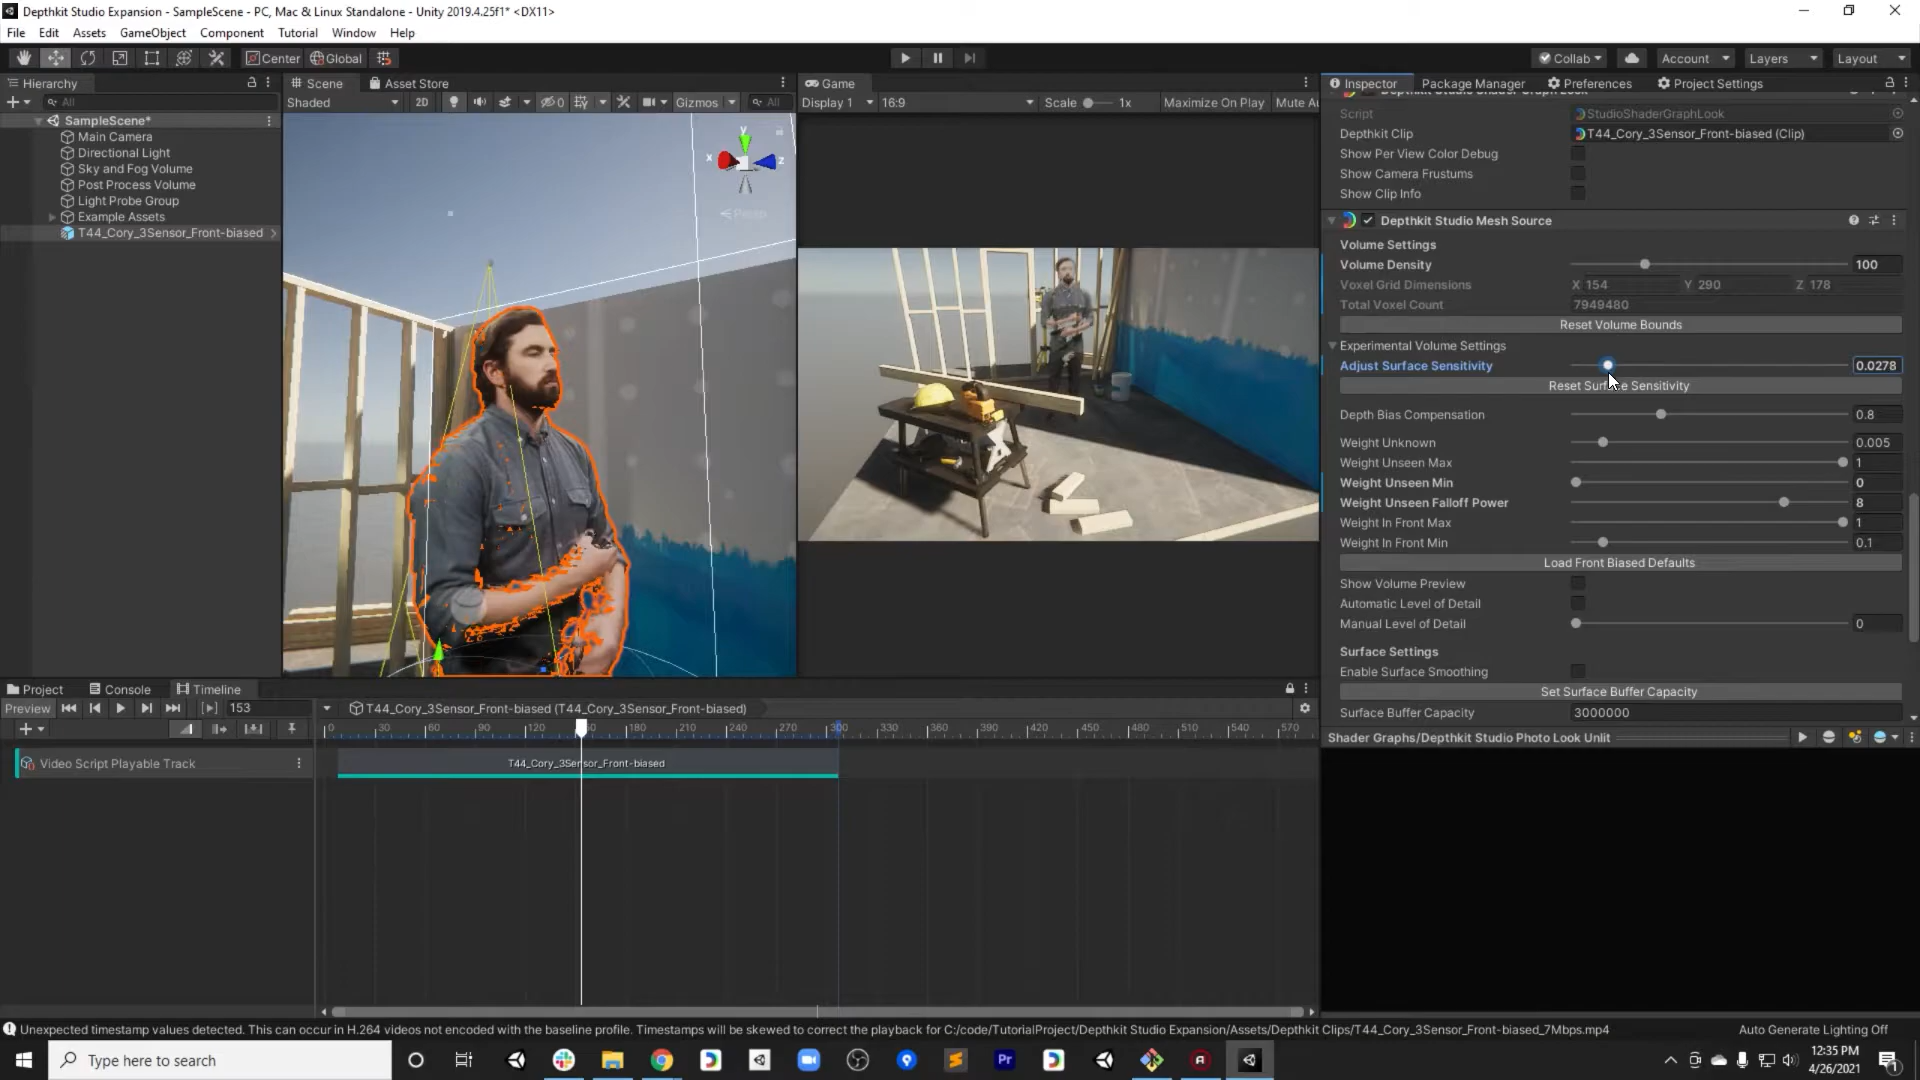 Depthkit Studio Expansion - SampleScene - PC, Mac & Linux Standalone - Unity 2019.4.25f1* <DX11>
File Edit Assets GameObject Component Tutorial Window Help
Center Global Collab Account Layers Layout
Hierarchy
All
SampleScene*
Main Camera
Directional Light
Sky and Fog Volume
Post Process Volume
Light Probe Group
Example Assets
T44_Cory_3Sensor_Front-biased
Scene Asset Store
Shaded 2D 0 Gizmos All
y
x z
Persp
Game
Display 1 16:9 Scale 1x Maximize On Play Mute Au
Inspector Package Manager Preferences Project Settings
Script StudioShaderGraphLook
Depthkit Clip T44_Cory_3Sensor_Front-biased (Clip)
Show Per View Color Debug
Show Camera Frustums
Show Clip Info
Depthkit Studio Mesh Source
Volume Settings
Volume Density 100
Voxel Grid Dimensions X 154 Y 290 Z 178
Total Voxel Count 7949480
Reset Volume Bounds
Experimental Volume Settings
Adjust Surface Sensitivity 0.0278
Reset Surface Sensitivity
Depth Bias Compensation 0.8
Weight Unknown 0.005
Weight Unseen Max 1
Weight Unseen Min 0
Weight Unseen Falloff Power 8
Weight In Front Max 1
Weight In Front Min 0.1
Load Front Biased Defaults
Show Volume Preview
Automatic Level of Detail
Manual Level of Detail 0
Surface Settings
Enable Surface Smoothing
Set Surface Buffer Capacity
Surface Buffer Capacity 3000000
Shader Graphs/Depthkit Studio Photo Look Unlit
Project Console Timeline
Preview 153 T44_Cory_3Sensor_Front-biased (T44_Cory_3Sensor_Front-biased)
0 30 60 90 120 180 210 240 270 300 330 360 390 420 450 480 510 540 570
Video Script Playable Track
T44_Cory_3Sensor_Front-biased
Unexpected timestamp values detected. This can occur in H.264 videos not encoded with the baseline profile. Timestamps will be skewed to correct the playback for C:/code/TutorialProject/Depthkit Studio Expansion/Assets/Depthkit Clips/T44_Cory_3Sensor_Front-biased_7Mbps.mp4
Auto Generate Lighting Off
Type here to search
Pr
12:35 PM
4/26/2021
1